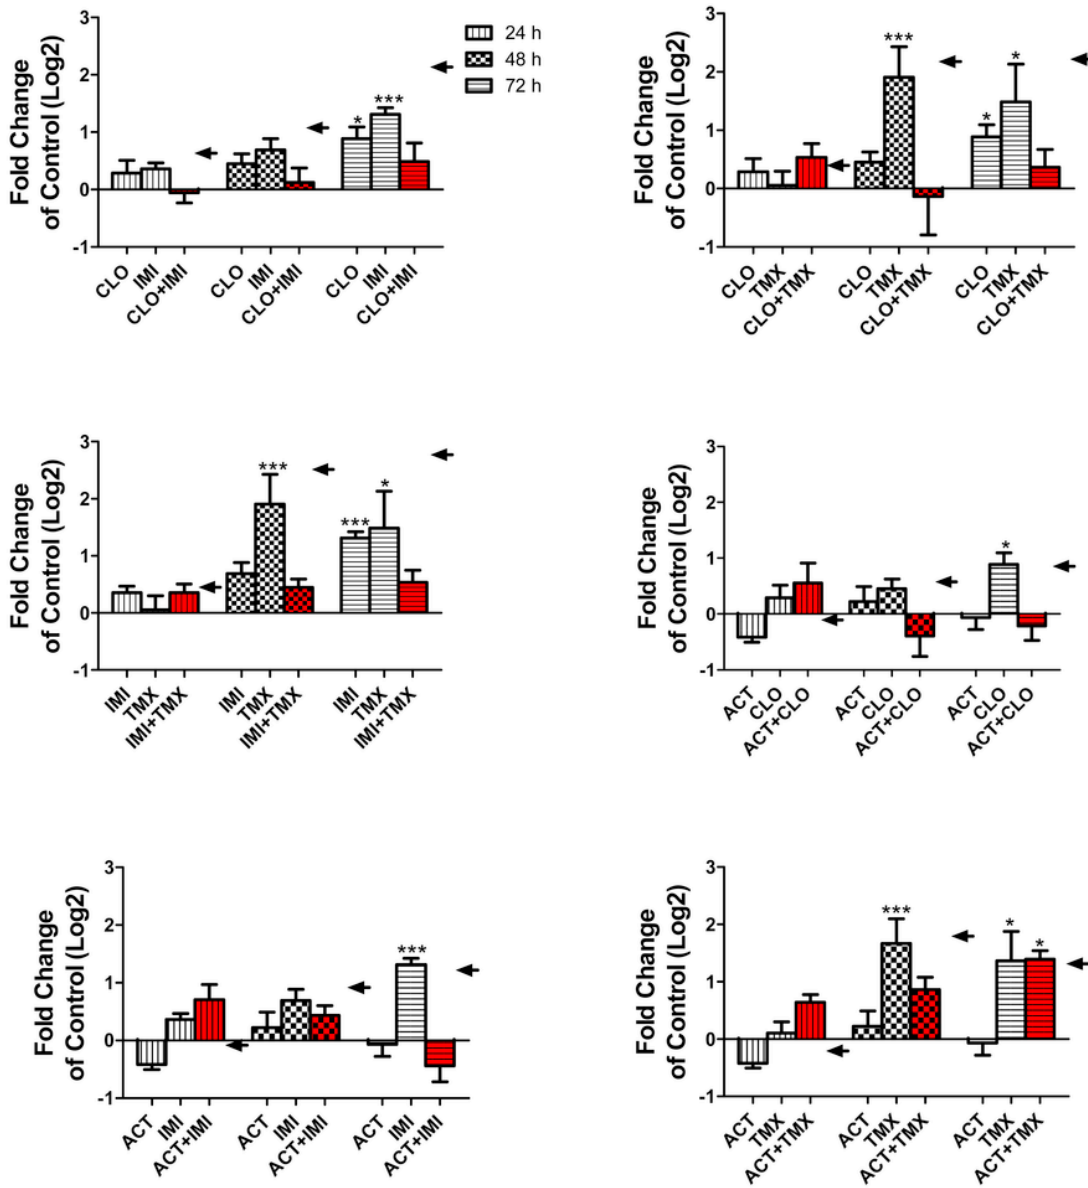 3
2
1
0
-1
Fold Change
of Control (Log2)
24 h
48 h
72 h
*
***
CLO
IMI
CLO+IMI
CLO
IMI
CLO+IMI
CLO
IMI
CLO+IMI
3
2
1
0
-1
Fold Change
of Control (Log2)
***
*
*
CLO
TMX
CLO+TMX
CLO
TMX
CLO+TMX
CLO
TMX
CLO+TMX
3
2
1
0
-1
Fold Change
of Control (Log2)
***
***
*
IMI
TMX
IMI+TMX
IMI
TMX
IMI+TMX
IMI
TMX
IMI+TMX
3
2
1
0
-1
Fold Change
of Control (Log2)
*
ACT
CLO
ACT+CLO
ACT
CLO
ACT+CLO
ACT
CLO
ACT+CLO
3
2
1
0
-1
Fold Change
of Control (Log2)
***
ACT
IMI
ACT+IMI
ACT
IMI
ACT+IMI
ACT
IMI
ACT+IMI
3
2
1
0
-1
Fold Change
of Control (Log2)
***
*
*
ACT
TMX
ACT+TMX
ACT
TMX
ACT+TMX
ACT
TMX
ACT+TMX